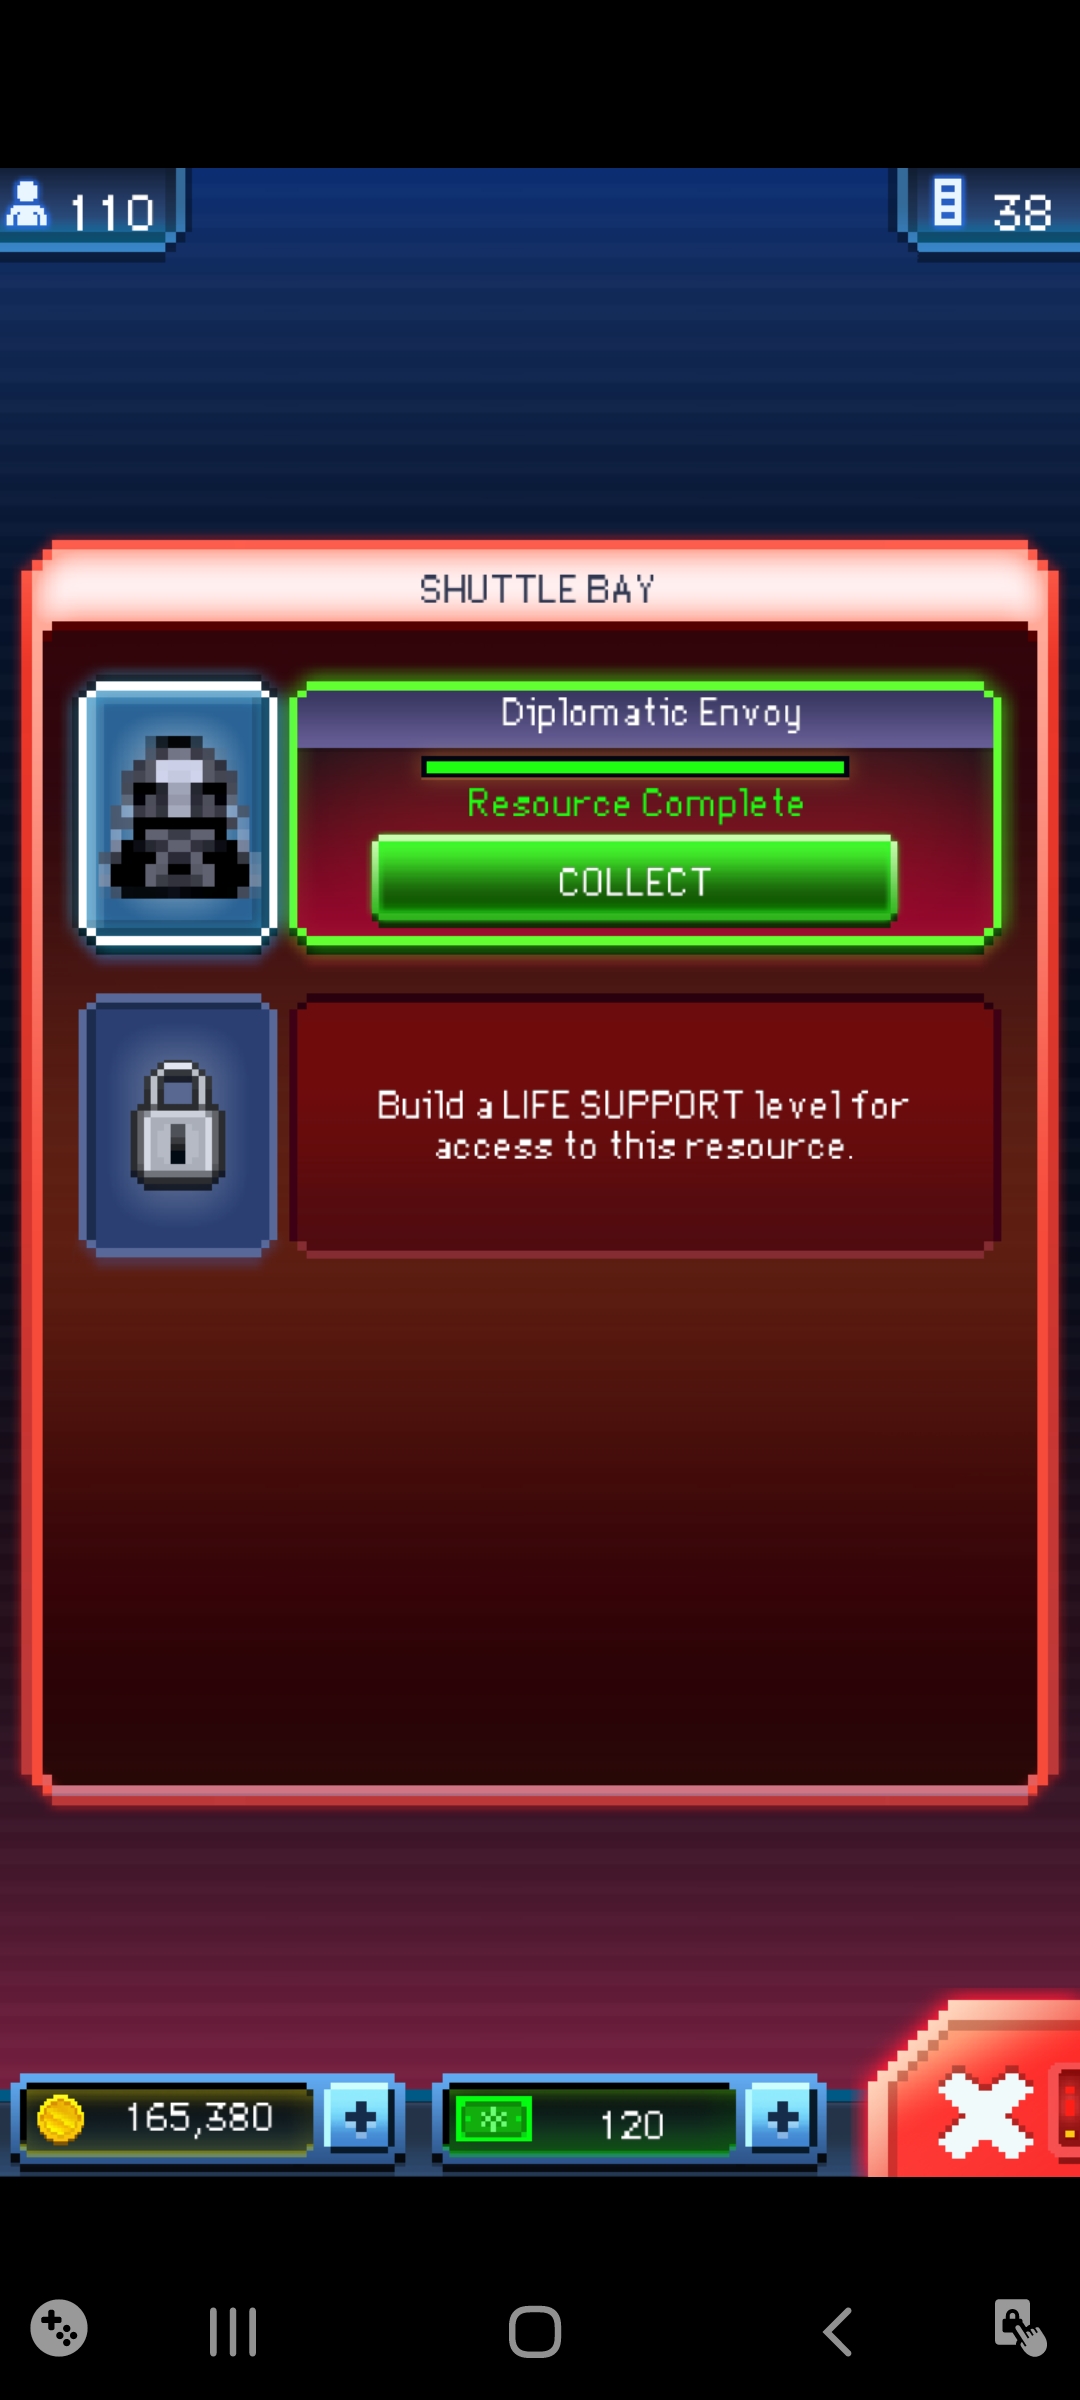 110
38
SHUTTLE BAY
Diplomatic Envoy
Resource Complete
COLLECT
Build a LIFE SUPPORT level for
access to this resource.
165,380
120